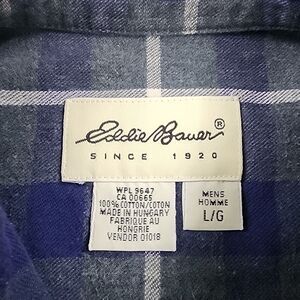 Eddie Bauer®
SINCE 1920
WPL 9647
CA 00665
100% COTTON/COTON
MADE IN HUNGARY
FABRIQUE AU
HONGRIE
VENDOR 01018
MENS
HOMME
L/G